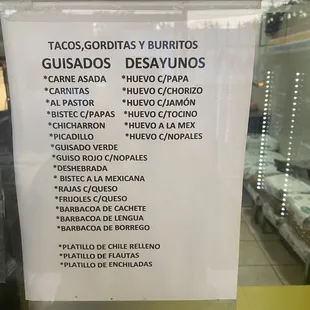 TACOS,GORDITAS Y BURRITOS
GUISADOS DESAYUNOS
*CARNE ASADA *HUEVO C/PAPA
*CARNITAS *HUEVO C/CHORIZO
*AL PASTOR *HUEVO C/JAMÓN
*BISTEC C/PAPAS *HUEVO C/TOCINO
*CHICHARRON *HUEVO A LA MEX
*PICADILLO *HUEVO C/NOPALES
*GUISADO VERDE
*GUISO ROJO C/NOPALES
*DESHEBRADA
* BISTEC A LA MEXICANA
*RAJAS C/QUESO
*FRIJOLES C/QUESO
*BARBACOA DE CACHETE
*BARBACOA DE LENGUA
*BARBACOA DE BORREGO
*PLATILLO DE CHILE RELLENO
*PLATILLO DE FLAUTAS
*PLATILLO DE ENCHILADAS